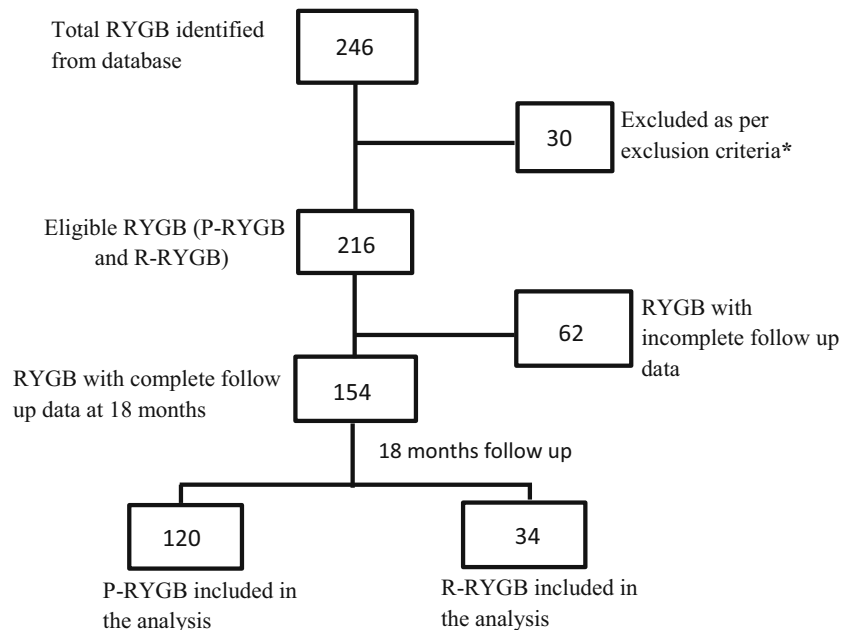 Total RYGB identified
from database
246
30
Excluded as per
exclusion criteria*
Eligible RYGB (P-RYGB
and R-RYGB)
216
62
RYGB with
incomplete follow up
data
RYGB with complete follow
up data at 18 months
154
18 months follow up
120
34
P-RYGB included in
the analysis
R-RYGB included in
the analysis